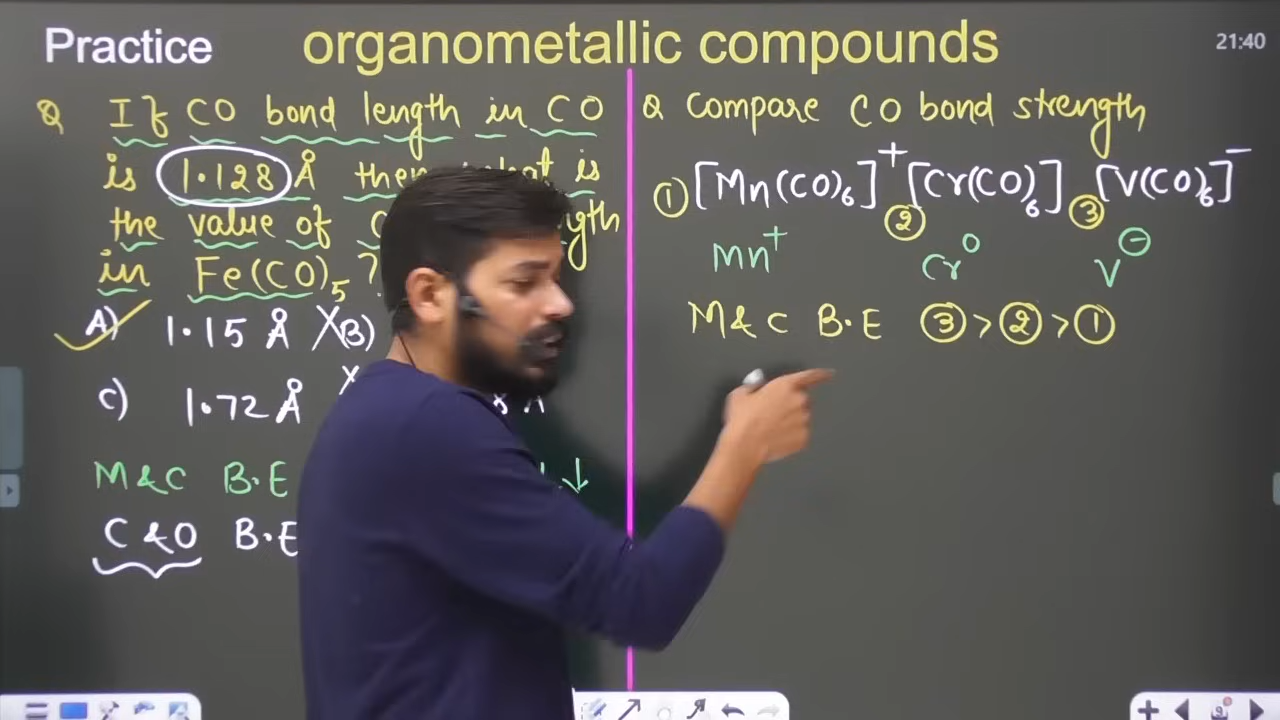 Practice
organometallic compounds
21:40
Q If CO bond length in CO
is 1.128 Å then what is
the value of
in Fe(CO)5 ?
A) 1.15 Å B)
C) 1.72 Å
M & C B.E
↓
C & O B.E
Q Compare CO bond strength
① [Mn(CO)6]+ ② [Cr(CO)6] ③ [V(CO)6]−
Mn+ Cr0 V⊖
M & C B.E ③ > ② > ①